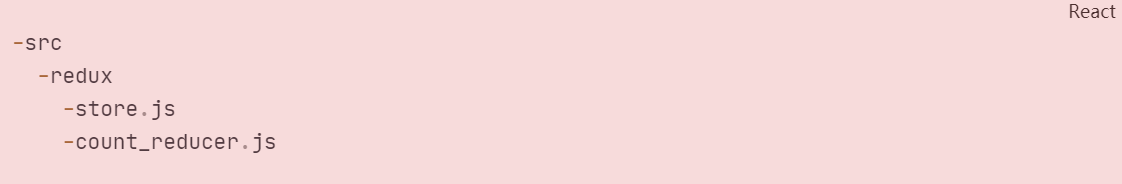 React
-src
  -redux
    -store.js
    -count_reducer.js